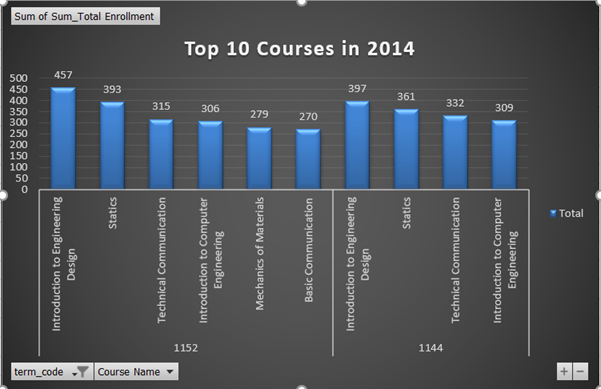 Sum of Sum_Total Enrollment
Top 10 Courses in 2014
500
450
400
350
300
250
200
150
100
50
0
457
393
315
306
279
270
397
361
332
309
Introduction to Engineering
Design
Statics
Technical Communication
Introduction to Computer
Engineering
Mechanics of Materials
Basic Communication
Introduction to Engineering
Design
Statics
Technical Communication
Introduction to Computer
Engineering
1152
1144
Total
term_code
Course Name
+ -